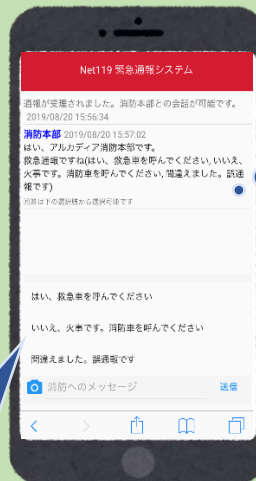 Net119 緊急通報システム
通報が受理されました。消防本部との会話が可能です。
2019/08/20 15:56:34
消防本部 2019/08/20 15:57:02
はい、アルカディア消防本部です。
救急通報ですね(はい、救急車を呼んでください, いいえ、
火事です。消防車を呼んでください, 間違えました。誤通
報です)
回答は下の選択肢から選択可能です
はい、救急車を呼んでください
いいえ、火事です。消防車を呼んでください
間違えました。誤通報です
消防へのメッセージ
送信